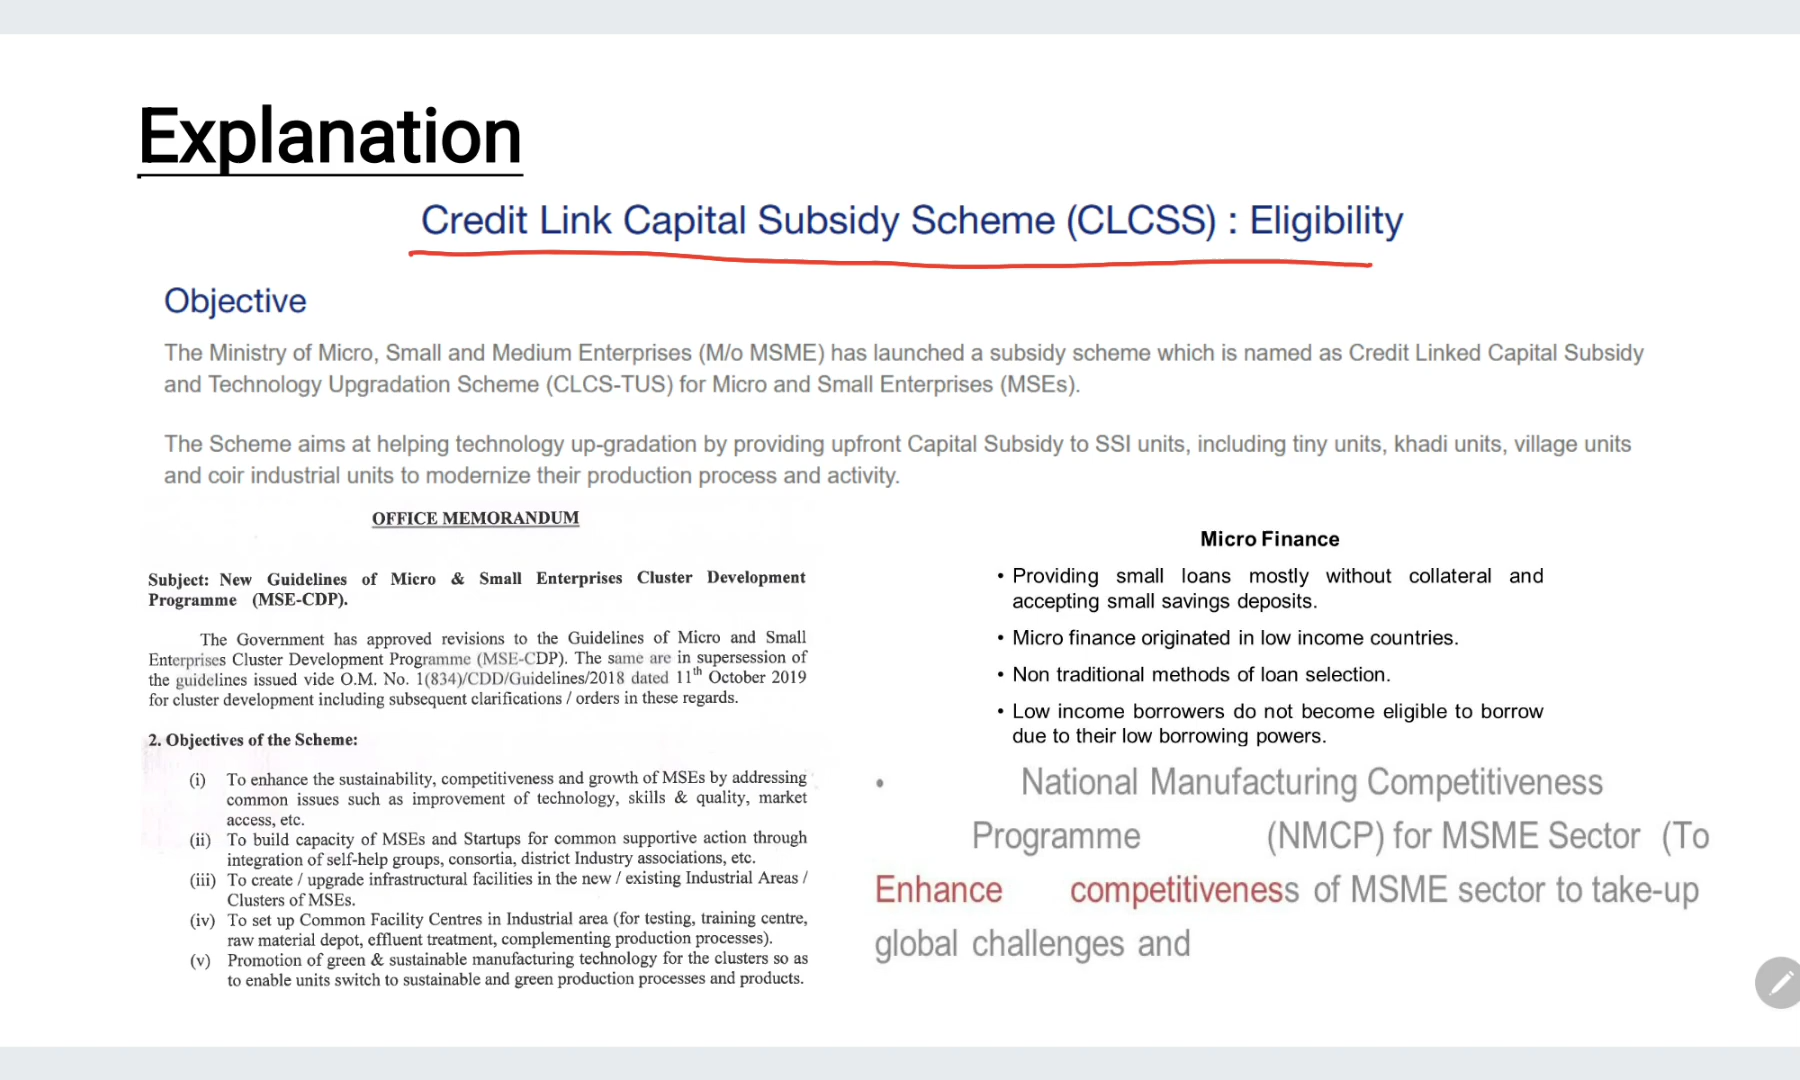 Explanation
Credit Link Capital Subsidy Scheme (CLCSS) : Eligibility
Objective
The Ministry of Micro, Small and Medium Enterprises (M/o MSME) has launched a subsidy scheme which is named as Credit Linked Capital Subsidy
and Technology Upgradation Scheme (CLCS-TUS) for Micro and Small Enterprises (MSEs).
The Scheme aims at helping technology up-gradation by providing upfront Capital Subsidy to SSI units, including tiny units, khadi units, village units
and coir industrial units to modernize their production process and activity.
OFFICE MEMORANDUM
Subject: New Guidelines of Micro & Small Enterprises Cluster Development
Programme (MSE-CDP).
The Government has approved revisions to the Guidelines of Micro and Small
Enterprises Cluster Development Programme (MSE-CDP). The same are in supersession of
the guidelines issued vide O.M. No. 1(834)/CDD/Guidelines/2018 dated 11th October 2019
for cluster development including subsequent clarifications / orders in these regards.
2. Objectives of the Scheme:
(i) To enhance the sustainability, competitiveness and growth of MSEs by addressing
common issues such as improvement of technology, skills & quality, market
access, etc.
(ii) To build capacity of MSEs and Startups for common supportive action through
integration of self-help groups, consortia, district Industry associations, etc.
(iii) To create / upgrade infrastructural facilities in the new / existing Industrial Areas /
Clusters of MSEs.
(iv) To set up Common Facility Centres in Industrial area (for testing, training centre,
raw material depot, effluent treatment, complementing production processes).
(v) Promotion of green & sustainable manufacturing technology for the clusters so as
to enable units switch to sustainable and green production processes and products.
Micro Finance
• Providing small loans mostly without collateral and
accepting small savings deposits.
• Micro finance originated in low income countries.
• Non traditional methods of loan selection.
• Low income borrowers do not become eligible to borrow
due to their low borrowing powers.
• National Manufacturing Competitiveness
Programme (NMCP) for MSME Sector (To
Enhance competitiveness of MSME sector to take-up
global challenges and